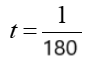 t = 1/180